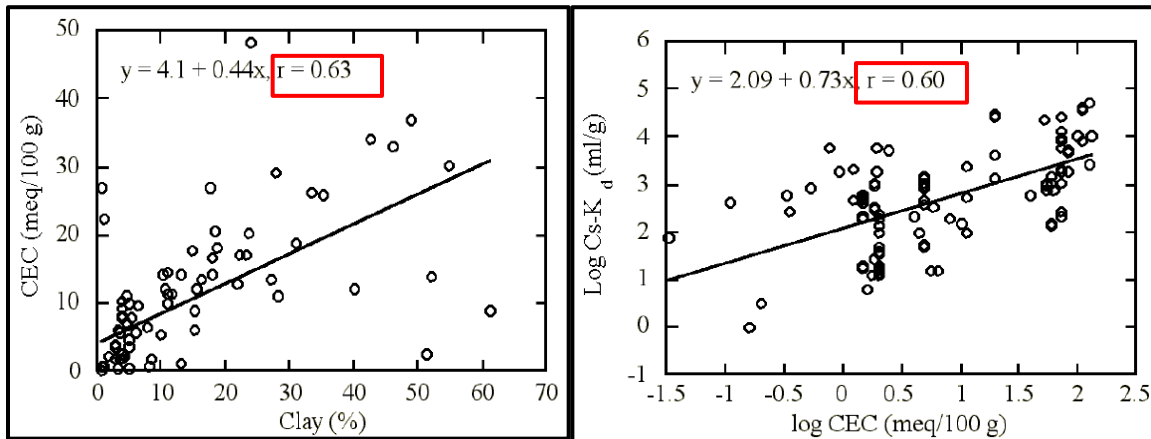 50
40
30
20
10
0
CEC (meq/100 g)
y = 4.1 + 0.44x, r = 0.63
0 10 20 30 40 50 60 70
Clay (%)
6
5
4
3
2
1
0
-1
Log Cs-K d (ml/g)
y = 2.09 + 0.73x, r = 0.60
-1.5 -1 -0.5 0 0.5 1 1.5 2 2.5
log CEC (meq/100 g)